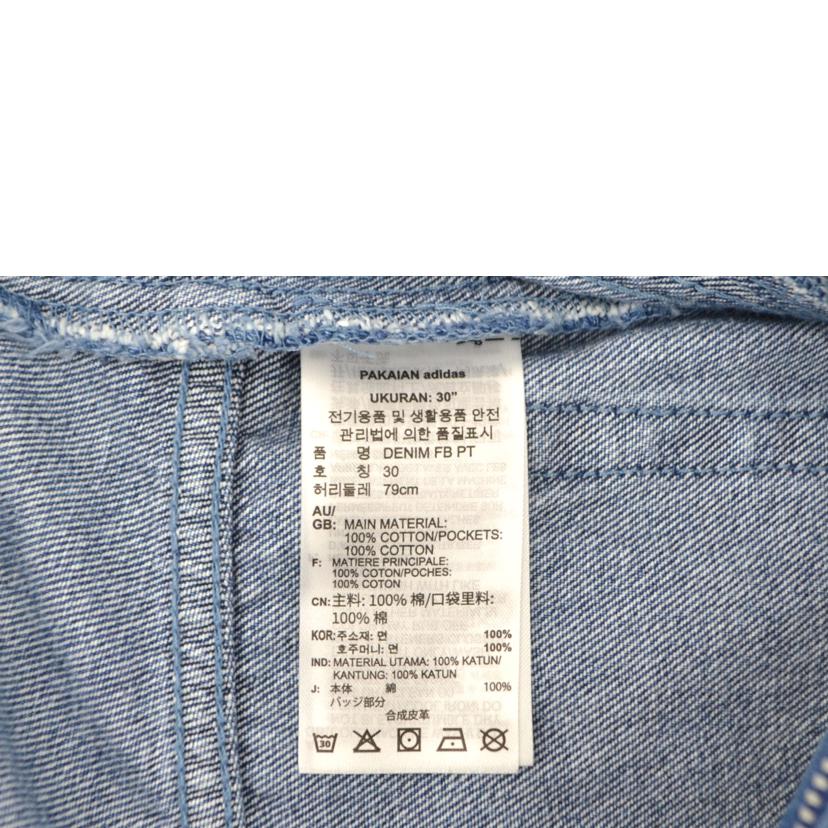 PAKAIAN adidas
UKURAN: 30”
전기용품 및 생활용품 안전
관리법에 의한 품질표시
품 명 DENIM FB PT
호 칭 30
허리둘레 79cm
AU/
GB: MAIN MATERIAL:
100% COTTON/POCKETS:
100% COTTON
F: MATIERE PRINCIPALE:
100% COTON/POCHES:
100% COTON
CN: 主料: 100% 棉/口袋里料:
100% 棉
KOR: 주소재: 면 100%
호주머니: 면 100%
IND: MATERIAL UTAMA: 100% KATUN/
KANTUNG: 100% KATUN
J: 本体 綿 100%
バッジ部分
合成皮革
30